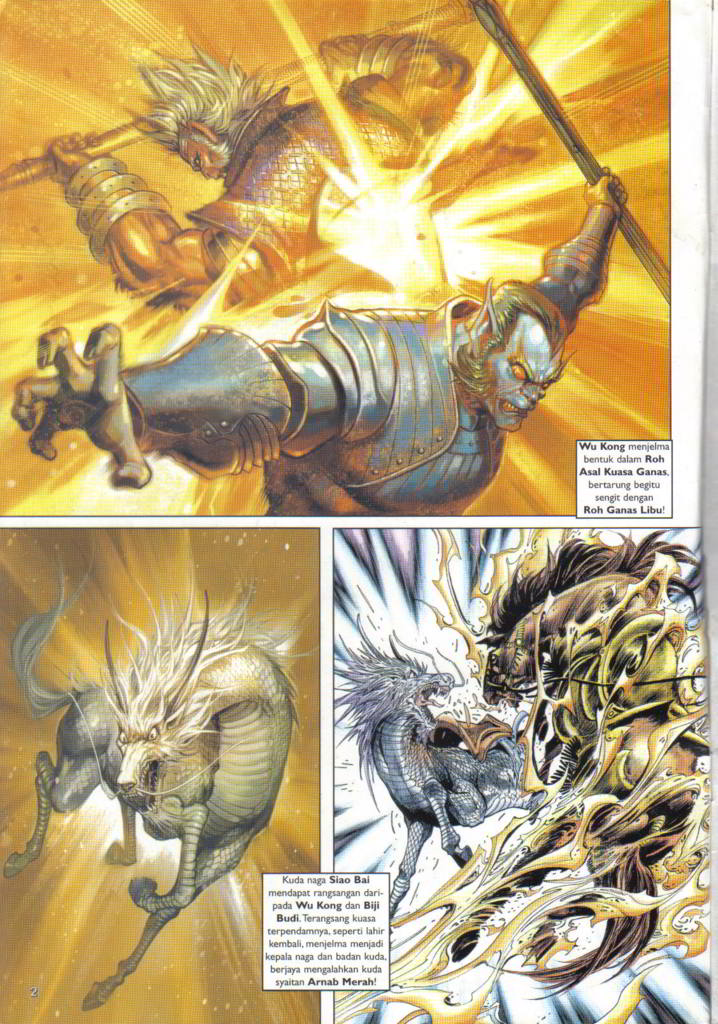 Wu Kong menjelma
bentuk dalam Roh
Asal Kuasa Ganas,
bertarung begitu
sengit dengan
Roh Ganas Libu!
Kuda naga Siao Bai
mendapat rangsangan dari-
pada Wu Kong dan Biji
Budi. Terangsang kuasa
terpendamnya, seperti lahir
kembali, menjelma menjadi
kepala naga dan badan kuda,
berjaya mengalahkan kuda
syaitan Arnab Merah!
2